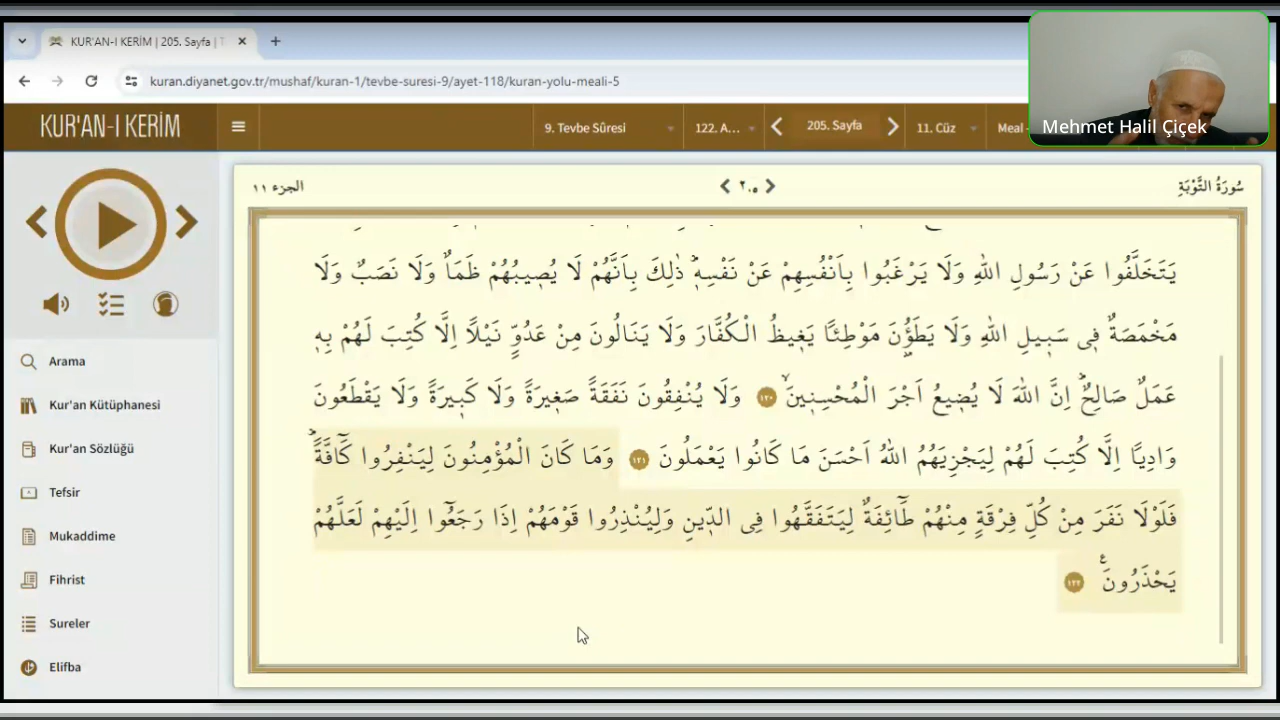 KUR'AN-I KERİM | 205. Sayfa | T
kuran.diyanet.gov.tr/mushaf/kuran-1/tevbe-suresi-9/ayet-118/kuran-yolu-meali-5
Mehmet Halil Çiçek
KUR'AN-I KERİM
9. Tevbe Sûresi
122. A...
205. Sayfa
11. Cüz
Meal -
Arama
Kur'an Kütüphanesi
Kur'an Sözlüğü
Tefsir
Mukaddime
Fihrist
Sureler
Elifba
سُورَةُ التَّوْبَةِ
٢٠٥
الجزء ١١
يَتَخَلَّفُوا عَنْ رَسُولِ اللهِ وَلَا يَرْغَبُوا بِاَنْفُسِهِمْ عَنْ نَفْسِهٖۜ ذٰلِكَ بِاَنَّهُمْ لَا يُصٖيبُهُمْ ظَمَاٌ وَلَا نَصَبٌ وَلَا
مَخْمَصَةٌ فٖى سَبٖيلِ اللهِ وَلَا يَطَؤُ۫نَ مَوْطِئًا يَغٖيظُ الْكُفَّارَ وَلَا يَنَالُونَ مِنْ عَدُوٍّ نَيْلًا اِلَّا كُتِبَ لَهُمْ بِهٖ
عَمَلٌ صَالِحٌۜ اِنَّ اللهَ لَا يُضٖيعُ اَجْرَ الْمُحْسِنٖينَۙ ١٢٠ وَلَا يُنْفِقُونَ نَفَقَةً صَغٖيرَةً وَلَا كَبٖيرَةً وَلَا يَقْطَعُونَ
وَادِيًا اِلَّا كُتِبَ لَهُمْ لِيَجْزِيَهُمُ اللهُ اَحْسَنَ مَا كَانُوا يَعْمَلُونَ ١٢١ وَمَا كَانَ الْمُؤْمِنُونَ لِيَنْفِرُوا كَٓافَّةًۜ
فَلَوْلَا نَفَرَ مِنْ كُلِّ فِرْقَةٍ مِنْهُمْ طَٓائِفَةٌ لِيَتَفَقَّهُوا فِى الدّٖينِ وَلِيُنْذِرُوا قَوْمَهُمْ اِذَا رَجَعُٓوا اِلَيْهِمْ لَعَلَّهُمْ
يَحْذَرُونَࣖ ١٢٢